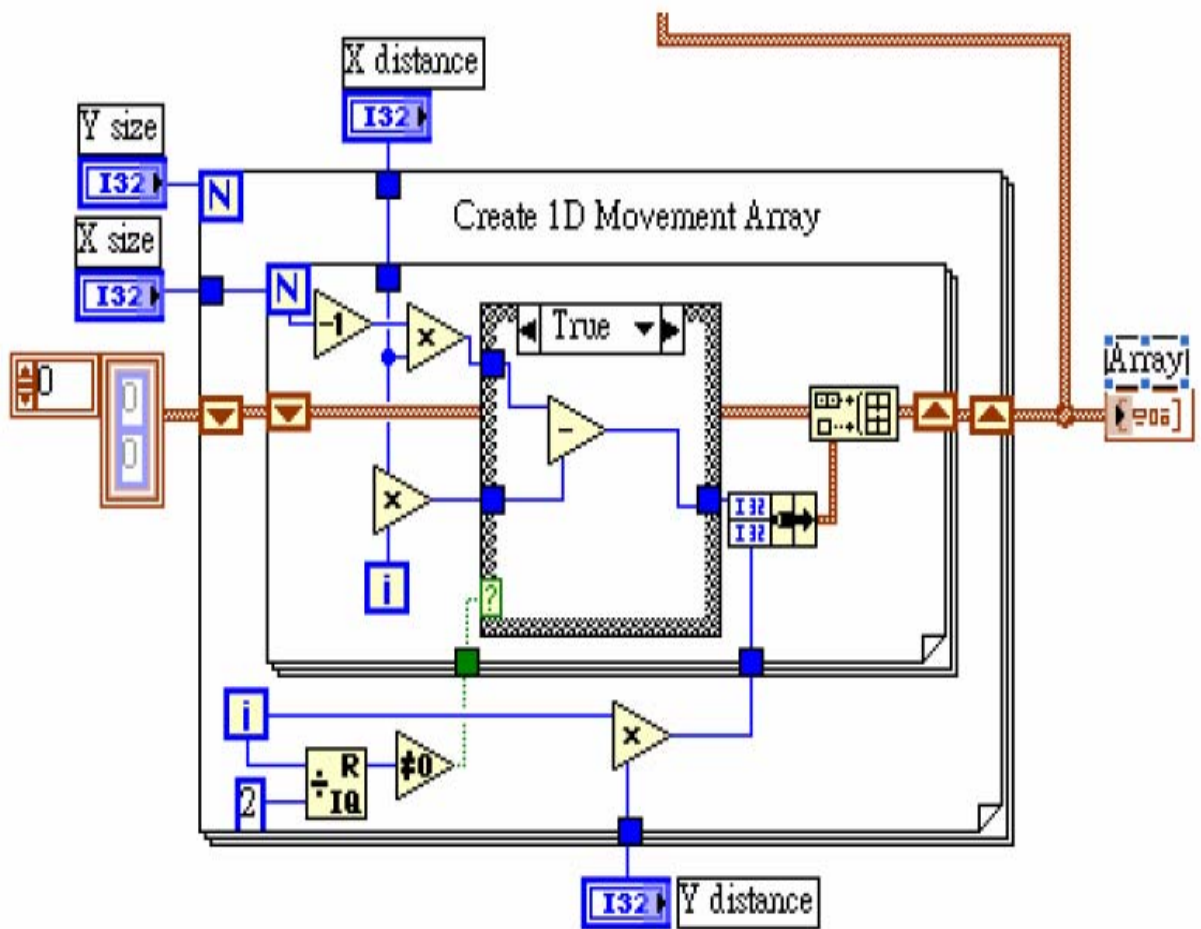 X distance
I32
Y size
I32
N
Create 1D Movement Array
X size
I32
N
-1
x
True
0
Array
0
0
-
x
I32
I32
i
?
i
x
R
≠0
÷
IQ
2
I32
Y distance